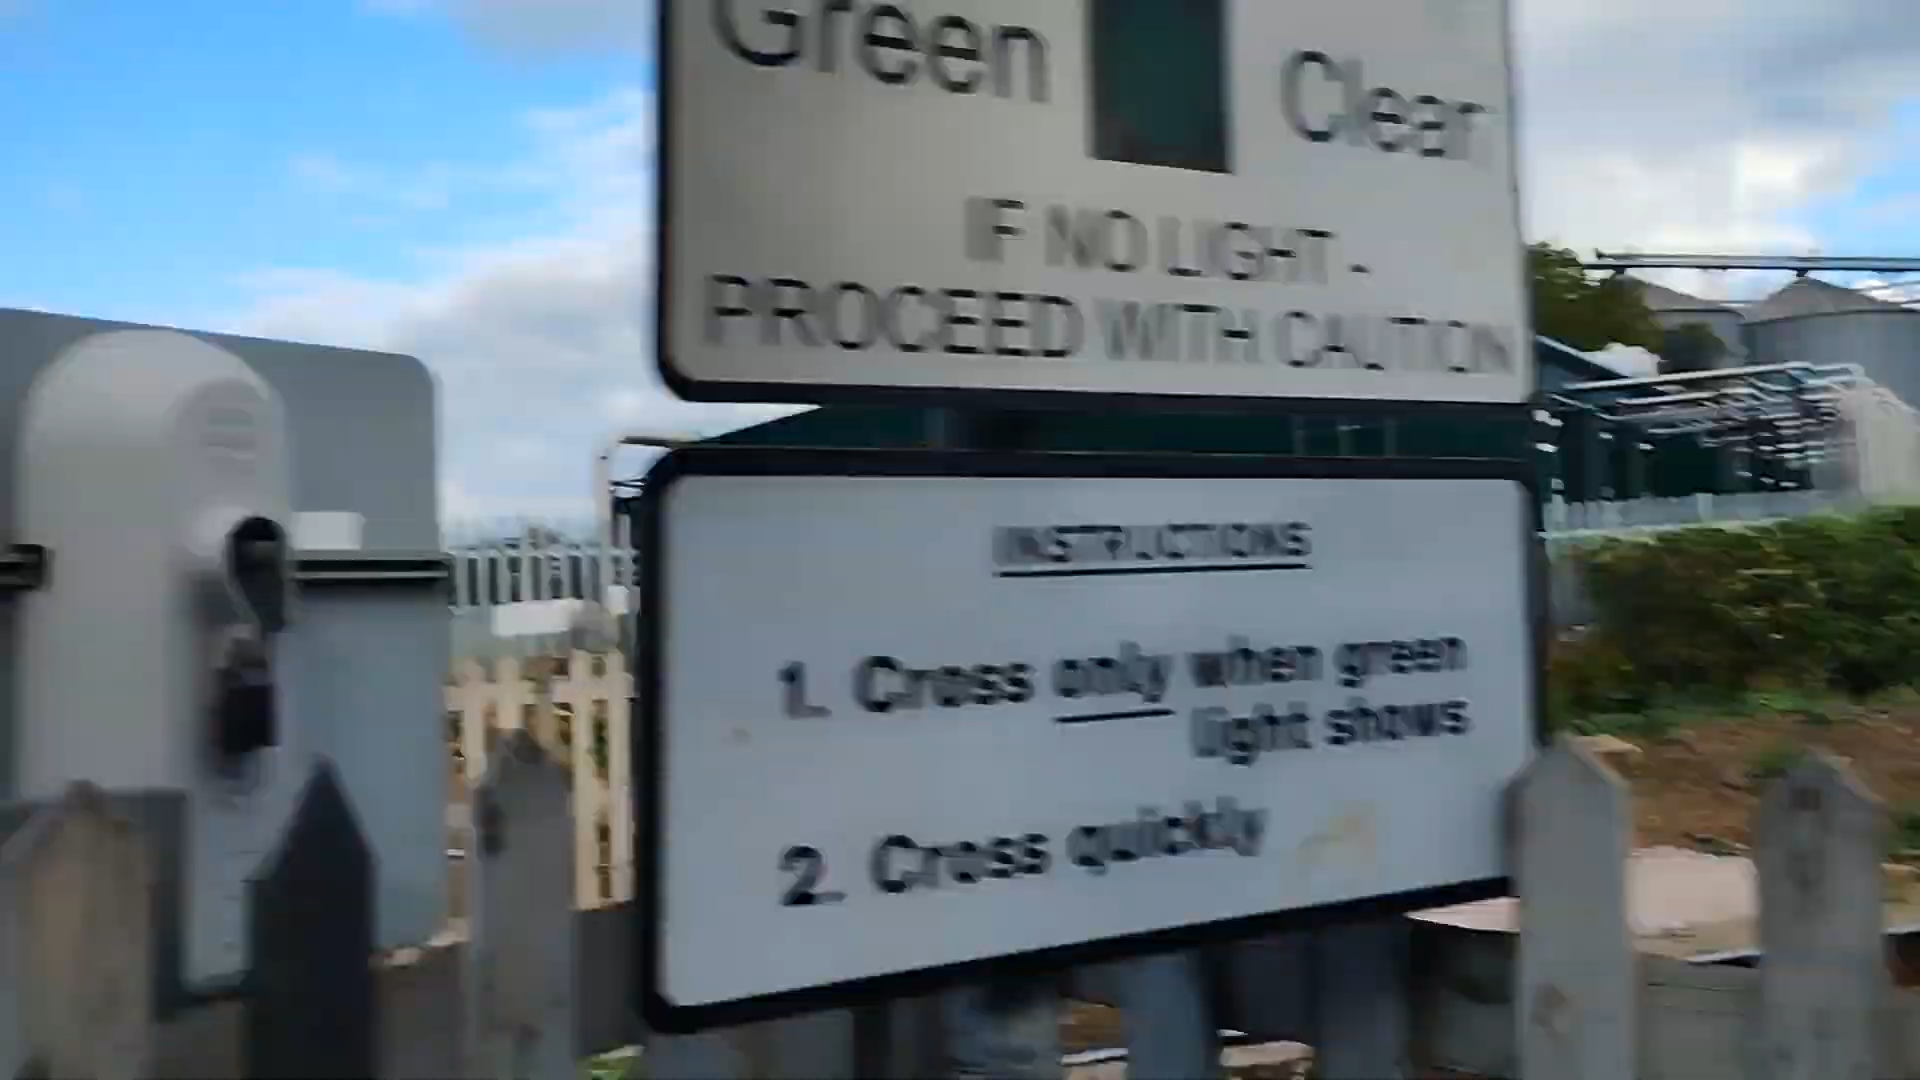 Green Clear
IF NO LIGHT -
PROCEED WITH CAUTION
INSTRUCTIONS
1. Cross only when green
light shows
2. Cross quickly